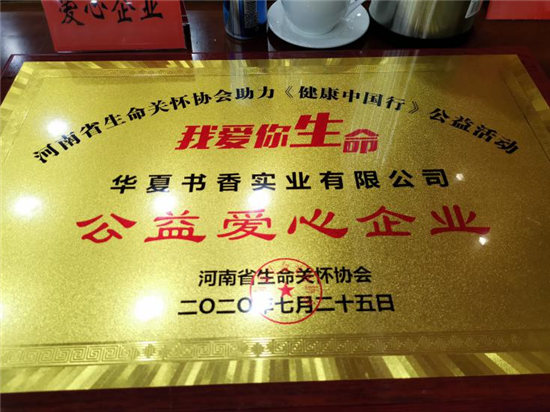 爱心企业
河南省生命关怀协会助力《健康中国行》公益活动
我爱你生命
华夏书香实业有限公司
公益爱心企业
河南省生命关怀协会
二〇二〇年七月二十五日